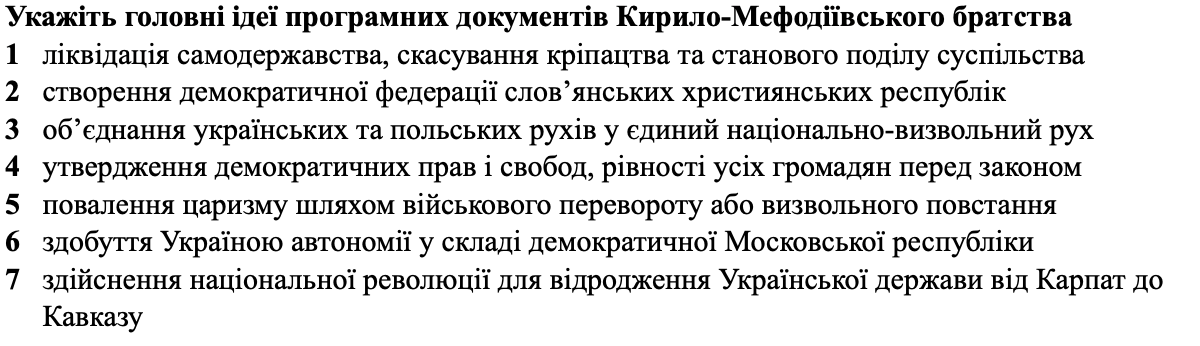 Укажіть головні ідеї програмних документів Кирило-Мефодіївського братства
1 ліквідація самодержавства, скасування кріпацтва та станового поділу суспільства
2 створення демократичної федерації слов’янських християнських республік
3 об’єднання українських та польських рухів у єдиний національно-визвольний рух
4 утвердження демократичних прав і свобод, рівності усіх громадян перед законом
5 повалення царизму шляхом військового перевороту або визвольного повстання
6 здобуття Україною автономії у складі демократичної Московської республіки
7 здійснення національної революції для відродження Української держави від Карпат до
Кавказу